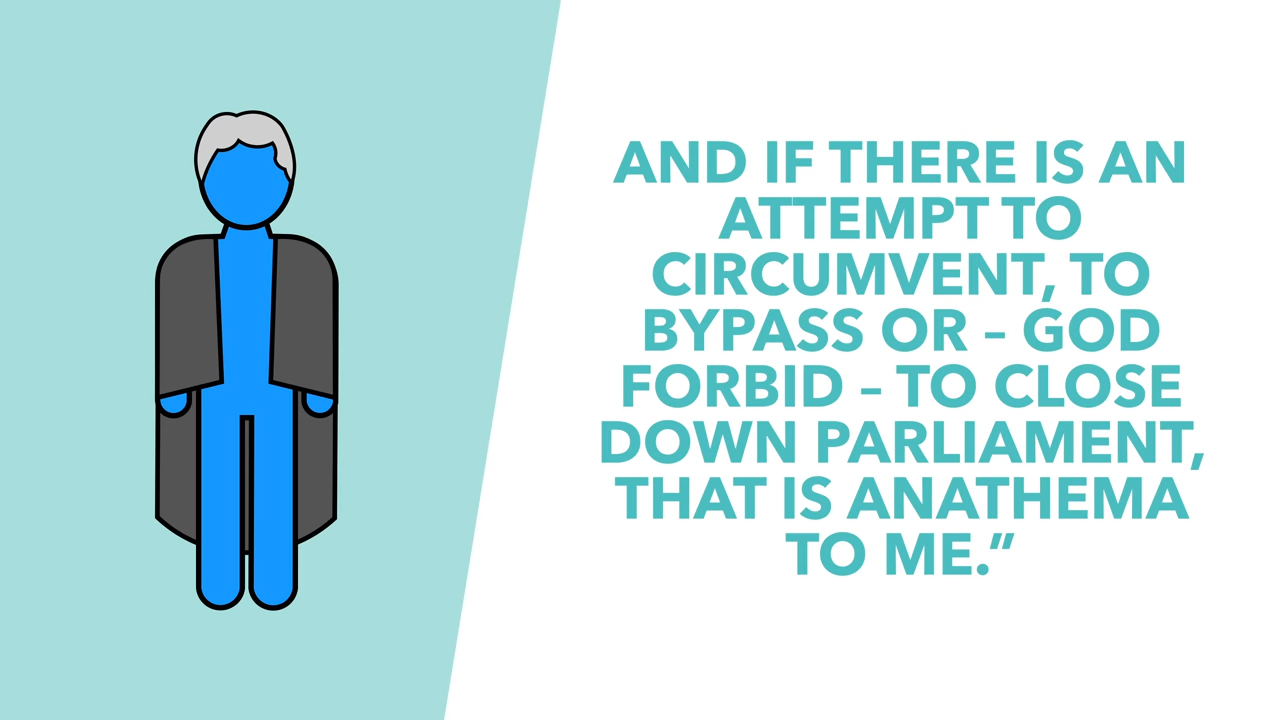 AND IF THERE IS AN
ATTEMPT TO
CIRCUMVENT, TO
BYPASS OR – GOD
FORBID – TO CLOSE
DOWN PARLIAMENT,
THAT IS ANATHEMA
TO ME.”